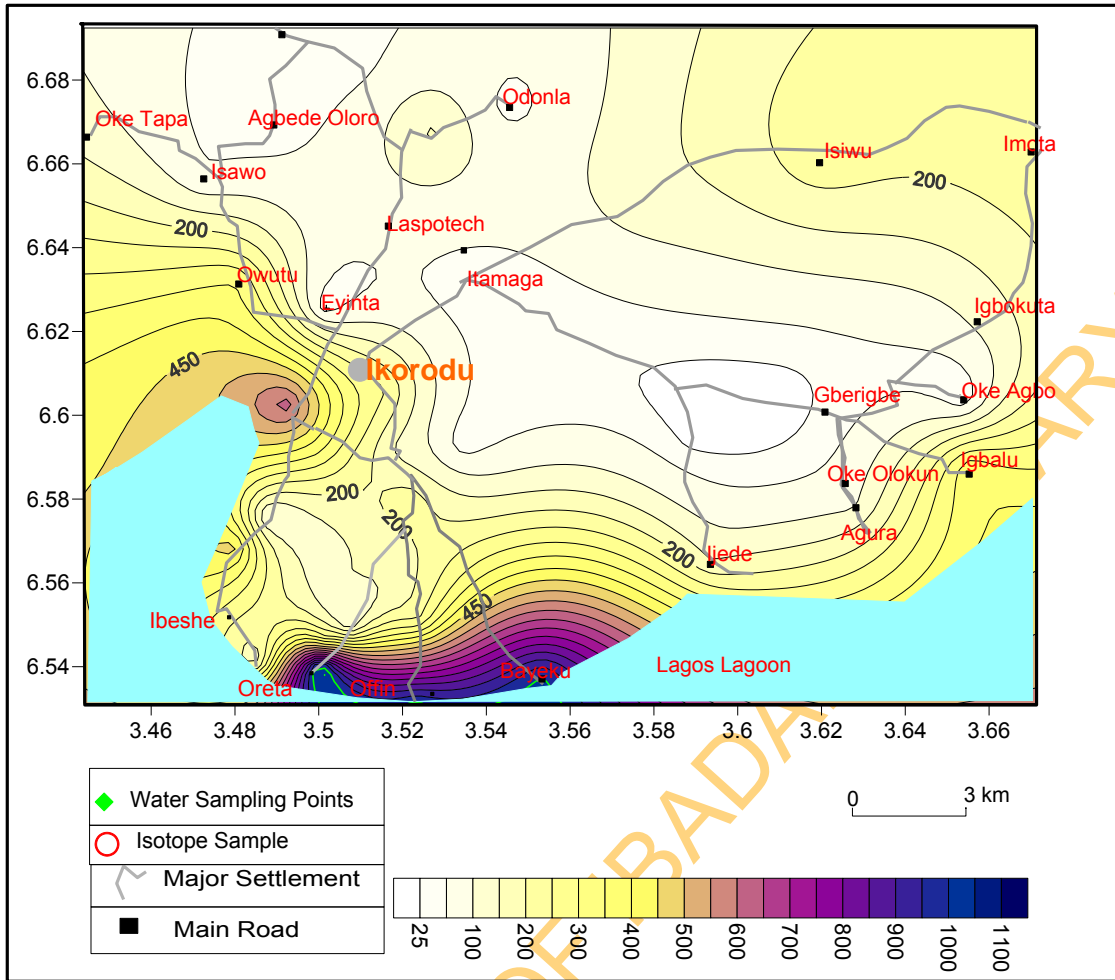 6.68
6.66
6.64
6.62
6.6
6.58
6.56
6.54
Odonla
Oke Tapa
Agbede Oloro
Isiwu
Imota
Isawo
200
Laspotech
200
Owutu
Itamaga
Eyinta
Igbokuta
450
Ikorodu
Gberigbe
Oke Agbo
Igbalu
Oke Olokun
200
200
Agura
200
Ijede
450
Ibeshe
Lagos Lagoon
Bayeku
Oreta
Offin
3.46 3.48 3.5 3.52 3.54 3.56 3.58 3.6 3.62 3.64 3.66
Water Sampling Points
Isotope Sample
Major Settlement
Main Road
0 3 km
25 100 200 300 400 500 600 700 800 900 1000 1100
OF IBADAN
ARY